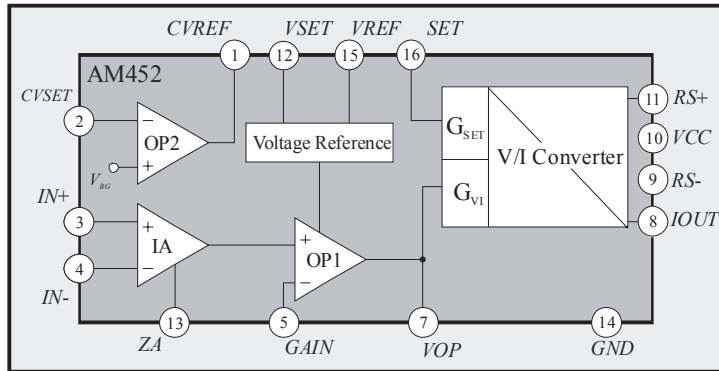 CVREF VSET VREF SET
1 12 15 16
AM452
CVSET
2
−
OP2
+
V_BG
Voltage Reference
G_SET
V/I Converter
G_VI
11 RS+
10 VCC
9 RS-
8 IOUT
IN+
3
+
IA
−
4
IN-
+
OP1
−
13 5 7 14
ZA GAIN VOP GND